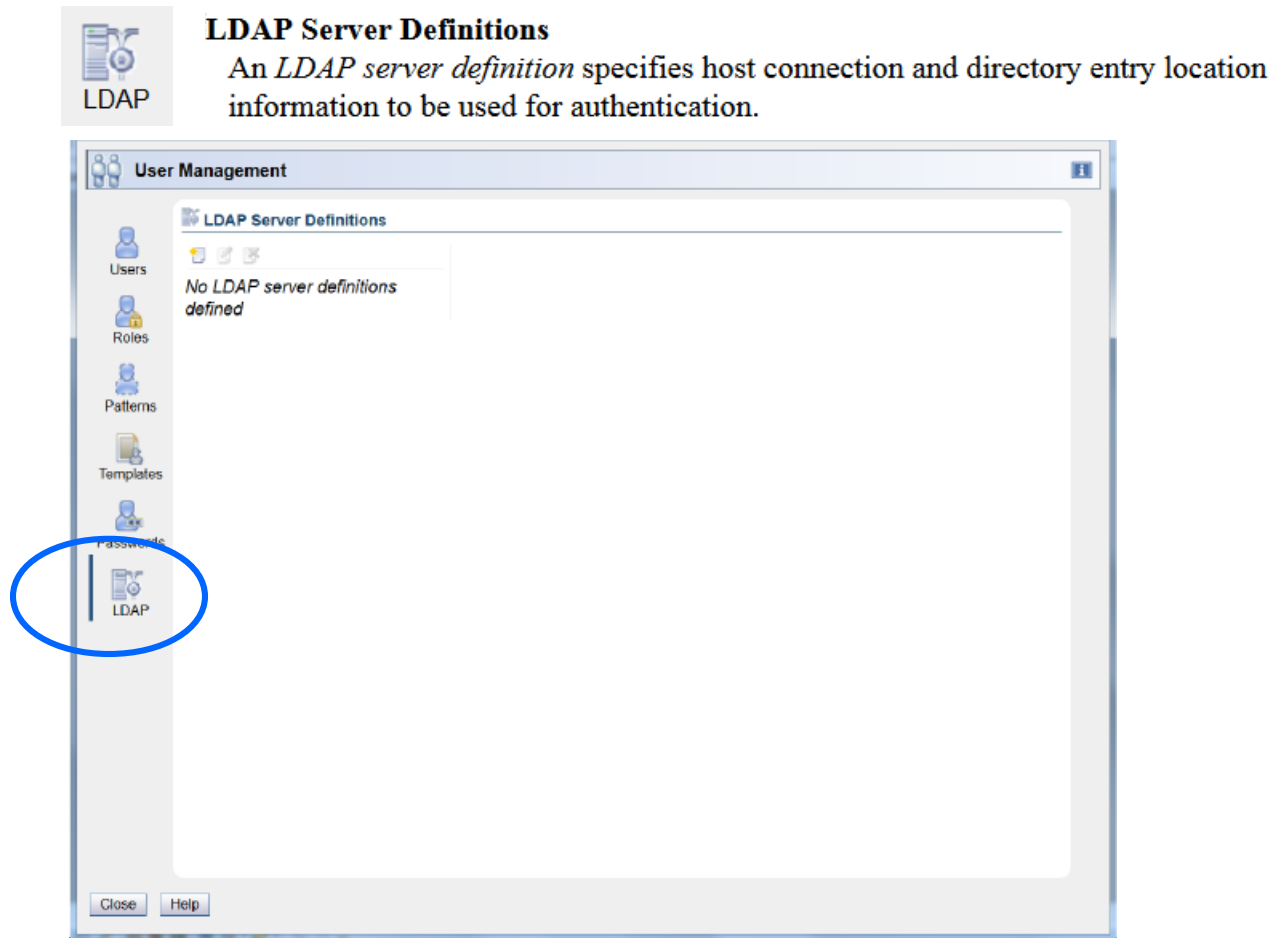 LDAP Server Definitions
An LDAP server definition specifies host connection and directory entry location
information to be used for authentication.
LDAP
User Management
LDAP Server Definitions
No LDAP server definitions
defined
Users
Roles
Patterns
Templates
Passwords
LDAP
Close
Help